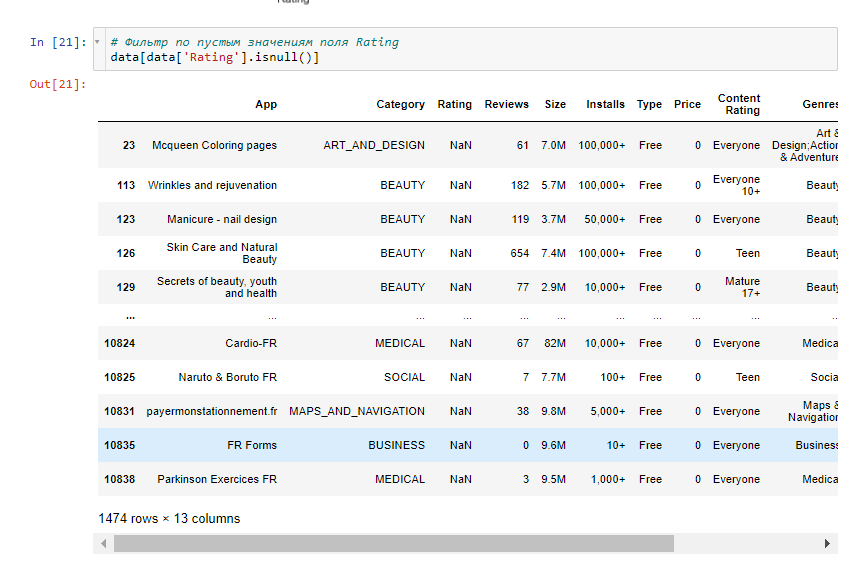 Rating
In [21]: # Фильтр по пустым значениям поля Rating
data[data['Rating'].isnull()]
Out[21]:
App Category Rating Reviews Size Installs Type Price Content Rating Genres
23 Mcqueen Coloring pages ART_AND_DESIGN NaN 61 7.0M 100,000+ Free 0 Everyone Art & Design;Action & Adventure
113 Wrinkles and rejuvenation BEAUTY NaN 182 5.7M 100,000+ Free 0 Everyone 10+ Beauty
123 Manicure - nail design BEAUTY NaN 119 3.7M 50,000+ Free 0 Everyone Beauty
126 Skin Care and Natural Beauty BEAUTY NaN 654 7.4M 100,000+ Free 0 Teen Beauty
129 Secrets of beauty, youth and health BEAUTY NaN 77 2.9M 10,000+ Free 0 Mature 17+ Beauty
... ... ... ... ... ... ... ... ... ... ...
10824 Cardio-FR MEDICAL NaN 67 82M 10,000+ Free 0 Everyone Medica
10825 Naruto & Boruto FR SOCIAL NaN 7 7.7M 100+ Free 0 Teen Socia
10831 payermonstationnement.fr MAPS_AND_NAVIGATION NaN 38 9.8M 5,000+ Free 0 Everyone Maps & Navigation
10835 FR Forms BUSINESS NaN 0 9.6M 10+ Free 0 Everyone Business
10838 Parkinson Exercices FR MEDICAL NaN 3 9.5M 1,000+ Free 0 Everyone Medica
1474 rows × 13 columns